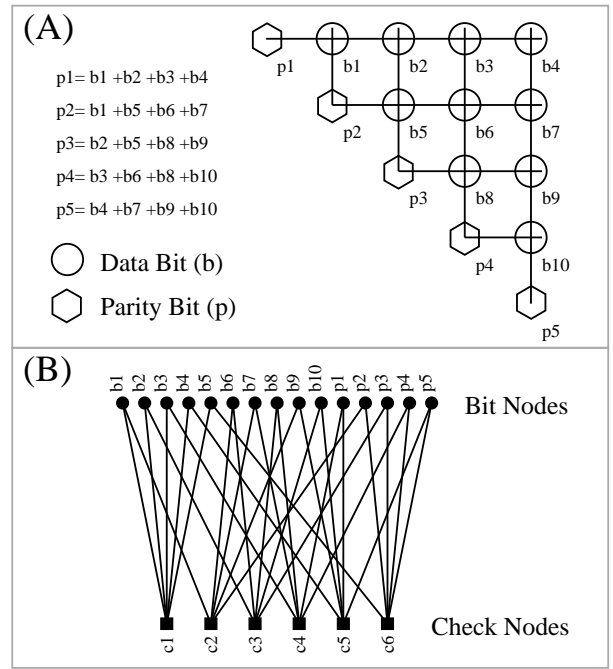 (A)
p1= b1 +b2 +b3 +b4
p2= b1 +b5 +b6 +b7
p3= b2 +b5 +b8 +b9
p4= b3 +b6 +b8 +b10
p5= b4 +b7 +b9 +b10
Data Bit (b)
Parity Bit (p)
p1 b1 b2 b3 b4
p2 b5 b6 b7
p3 b8 b9
p4 b10
p5
(B)
b1 b2 b3 b4 b5 b6 b7 b8 b9 b10 p1 p2 p3 p4 p5
Bit Nodes
c1 c2 c3 c4 c5 c6
Check Nodes